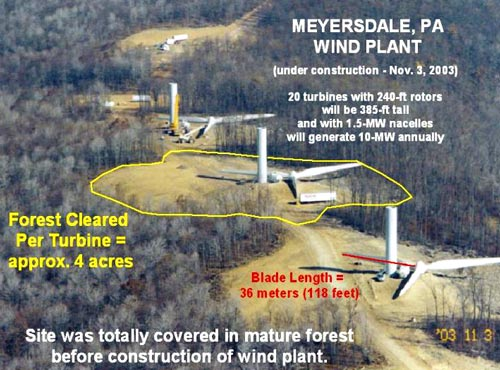 MEYERSDALE, PA
WIND PLANT
(under construction - Nov. 3, 2003)
20 turbines with 240-ft rotors
will be 385-ft tall
and with 1.5-MW nacelles
will generate 10-MW annually
Forest Cleared
Per Turbine =
approx. 4 acres
Blade Length =
36 meters (118 feet)
Site was totally covered in mature forest
before construction of wind plant.
'03 11 3